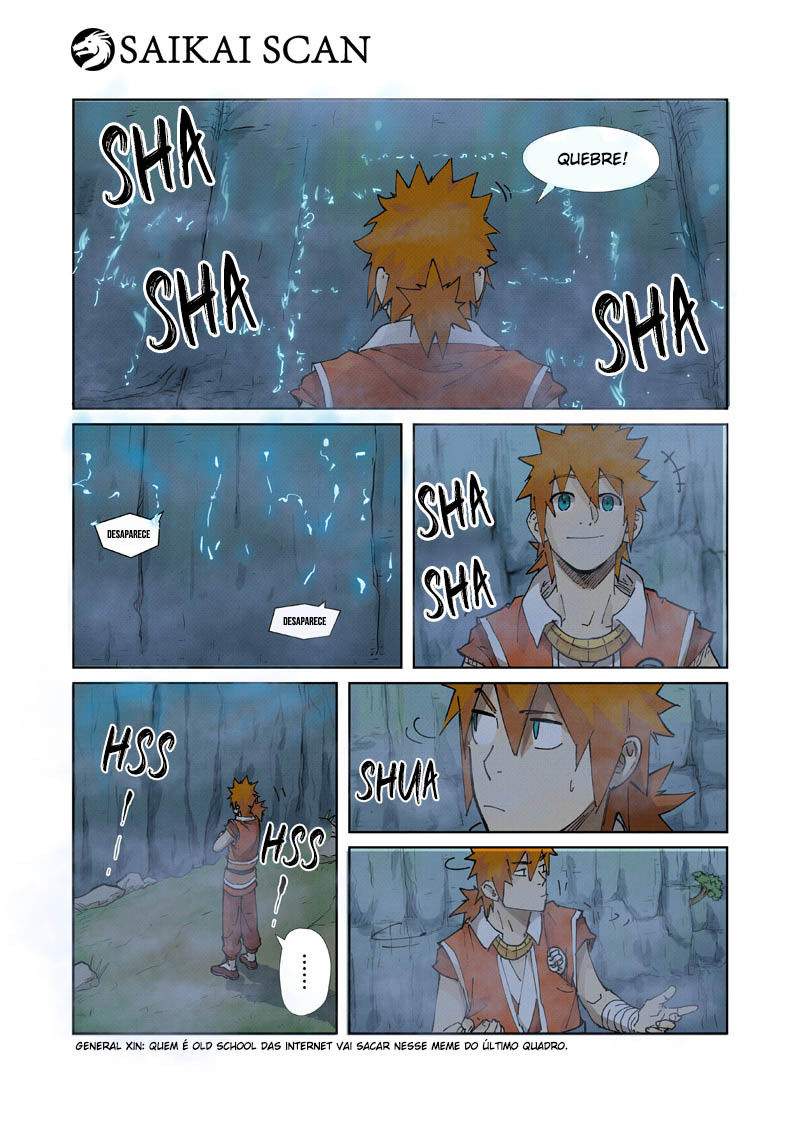 SAIKAI SCAN
SHA
QUEBRE!
SHA
SHA
DESAPARECE
DESAPARECE
SHA
SHA
HSS
HSS
......
SHUA
GENERAL XIN: QUEM É OLD SCHOOL DAS INTERNET VAI SACAR NESSE MEME DO ÚLTIMO QUADRO.